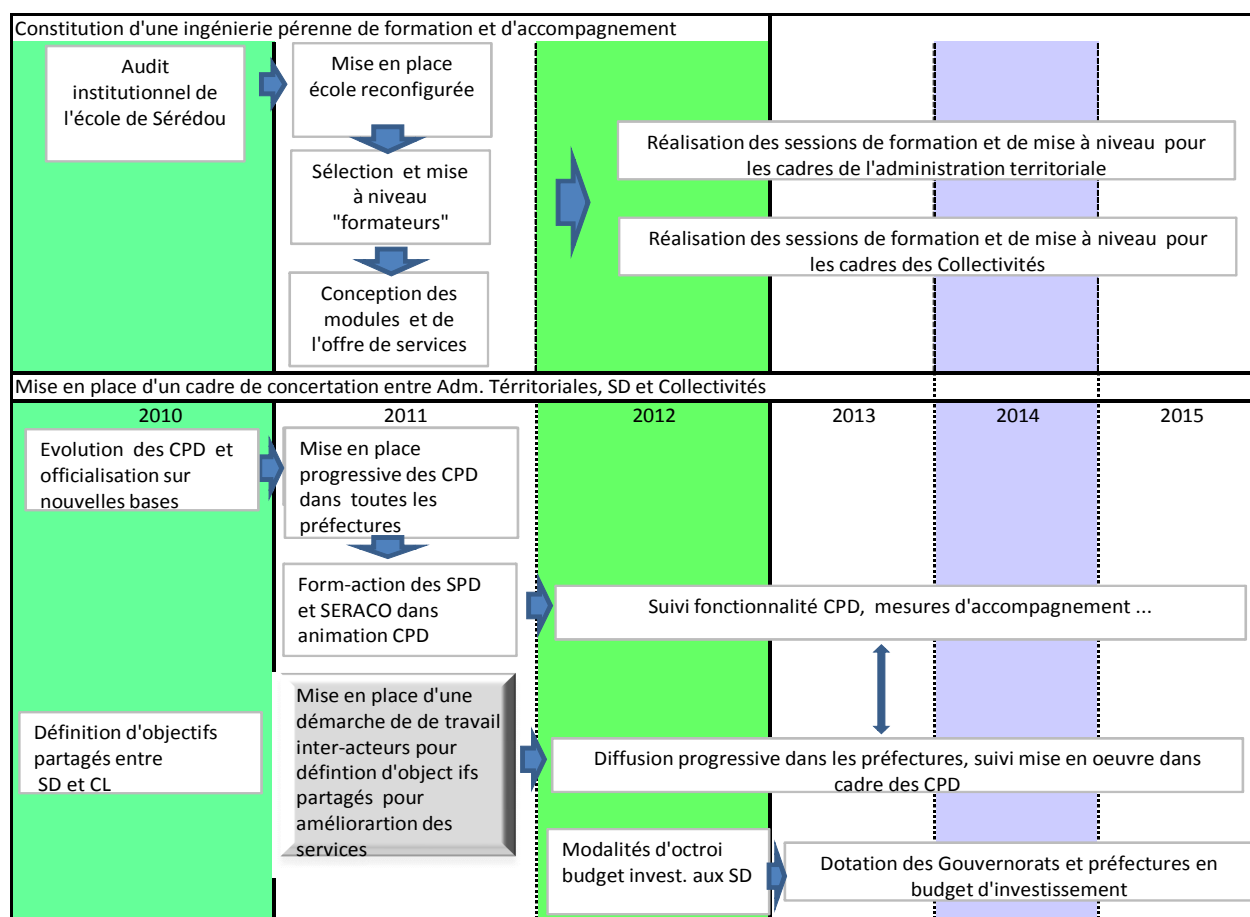 Constitution d'une ingénierie pérenne de formation et d'accompagnement
Audit
institutionnel de
l'école de Sérédou
Mise en place
école reconfigurée
Sélection et mise
à niveau
"formateurs"
Conception des
modules et de
l'offre de services
Réalisation des sessions de formation et de mise à niveau pour
les cadres de l'administration territoriale
Réalisation des sessions de formation et de mise à niveau pour
les cadres des Collectivités
Mise en place d'un cadre de concertation entre Adm. Térritoriales, SD et Collectivités
2010 2011 2012 2013 2014 2015
Evolution des CPD et
officialisation sur
nouvelles bases
Mise en place
progressive des CPD
dans toutes les
préfectures
Form-action des SPD
et SERACO dans
animation CPD
Suivi fonctionnalité CPD, mesures d'accompagnement ...
Définition d'objectifs
partagés entre
SD et CL
Mise en place d'une
démarche de de travail
inter-acteurs pour
défintion d'object ifs
partagés pour
améliorartion des
services
Diffusion progressive dans les préfectures, suivi mise en oeuvre dans
cadre des CPD
Modalités d'octroi
budget invest. aux SD
Dotation des Gouvernorats et préfectures en
budget d'investissement